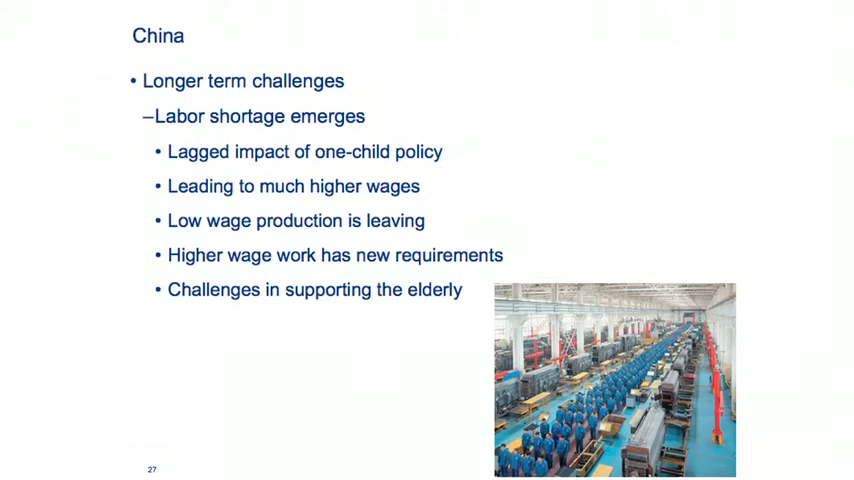 China
• Longer term challenges
–Labor shortage emerges
• Lagged impact of one-child policy
• Leading to much higher wages
• Low wage production is leaving
• Higher wage work has new requirements
• Challenges in supporting the elderly
27